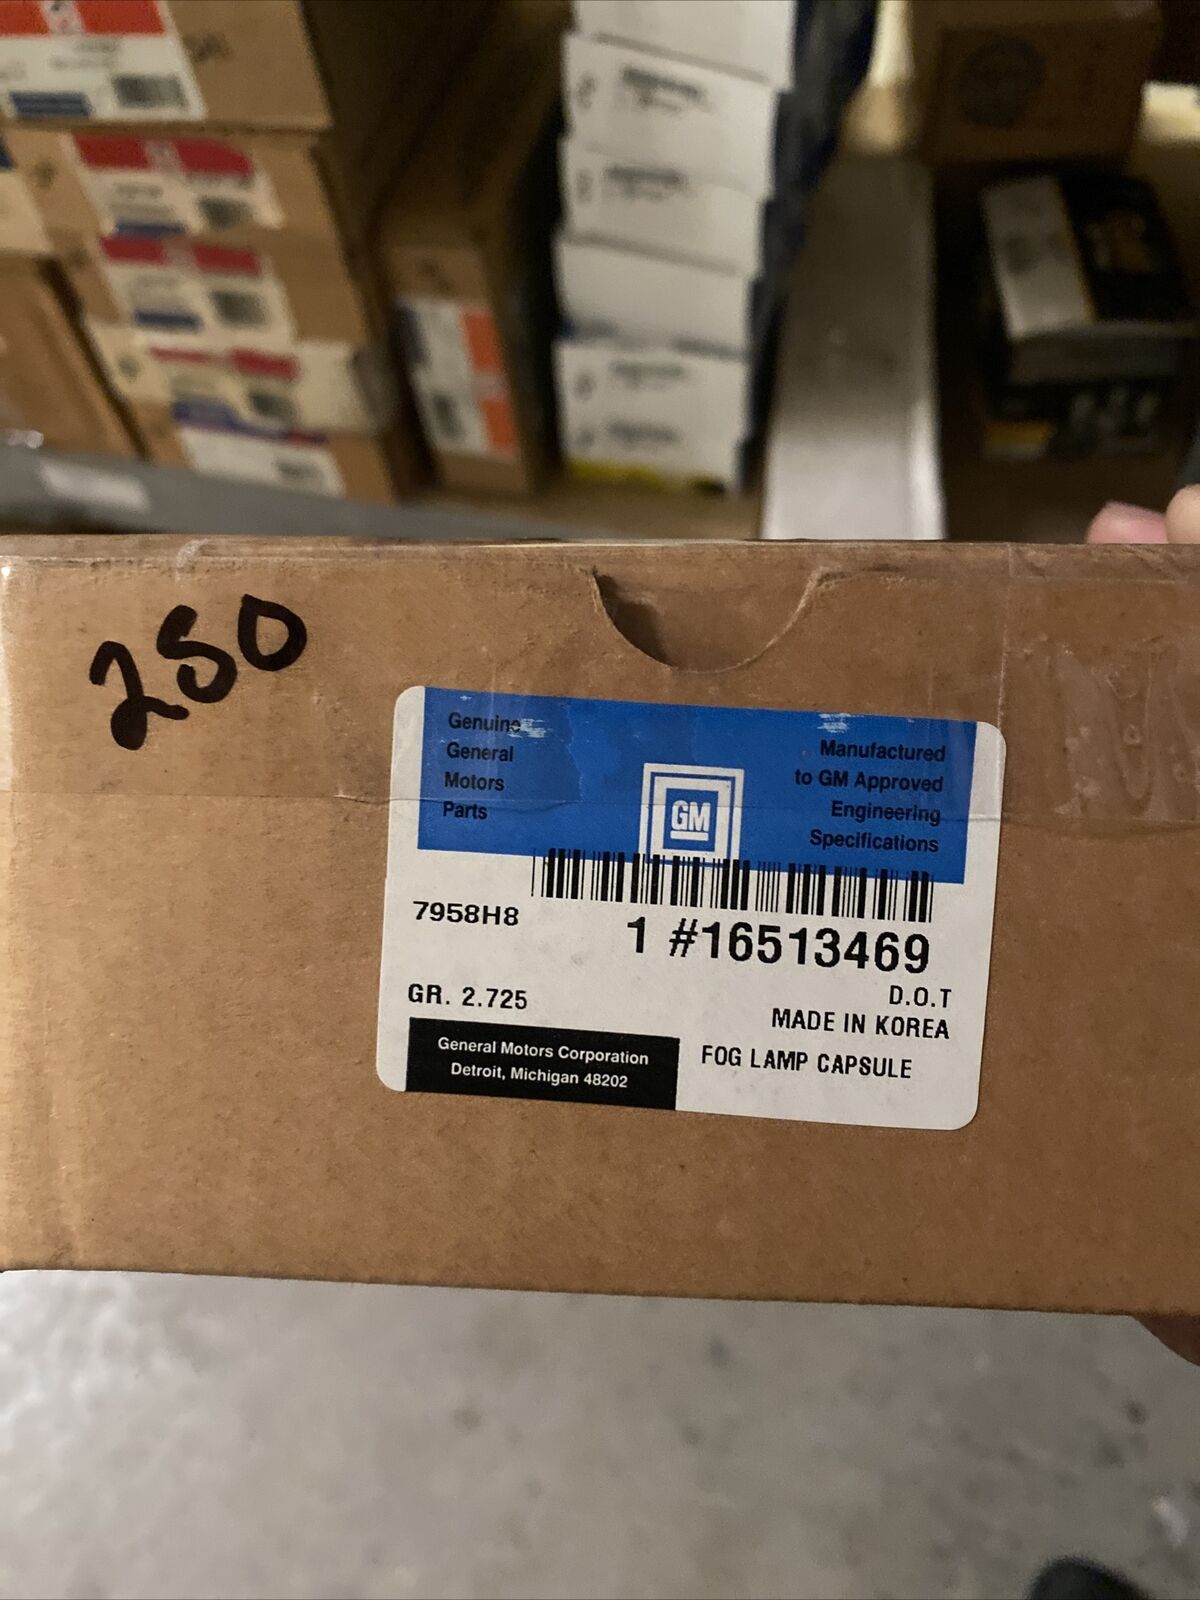 250
Genuine
General
Motors
Parts
GM
Manufactured
to GM Approved
Engineering
Specifications
7958H8
1 #16513469
GR. 2.725
D.O.T
MADE IN KOREA
FOG LAMP CAPSULE
General Motors Corporation
Detroit, Michigan 48202